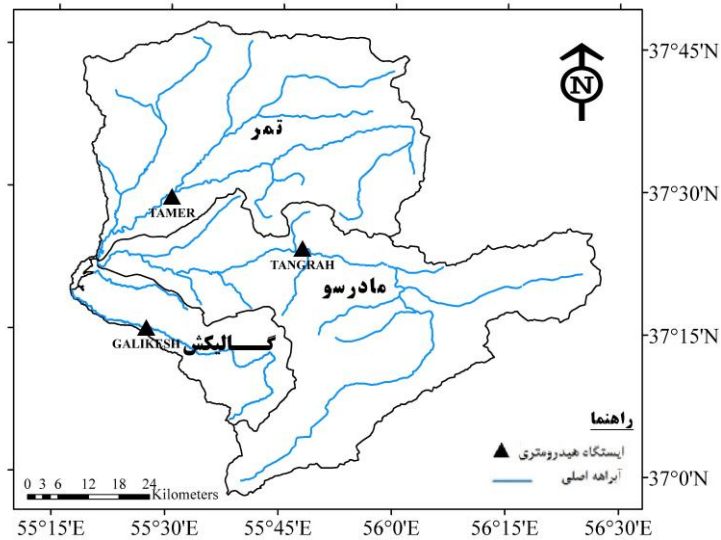 37°45'N
N
تمر
37°30'N
TAMER
TANGRAH
مادرسو
37°15'N
GALIKESH
گالیکش
راهنما
ایستگاه هیدرومتری
آبراهه اصلی
37°0'N
0 3 6 12 18 24
Kilometers
55°15'E 55°30'E 55°45'E 56°0'E 56°15'E 56°30'E